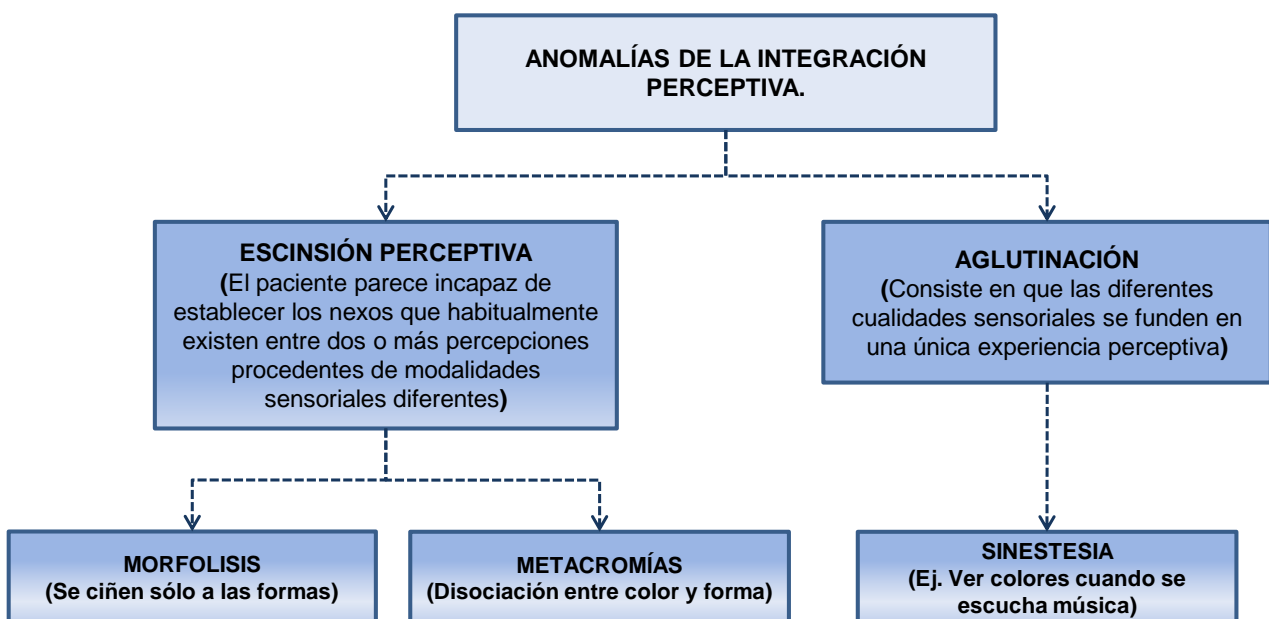 ANOMALÍAS DE LA INTEGRACIÓN
PERCEPTIVA.
ESCINSIÓN PERCEPTIVA
(El paciente parece incapaz de
establecer los nexos que habitualmente
existen entre dos o más percepciones
procedentes de modalidades
sensoriales diferentes)
AGLUTINACIÓN
(Consiste en que las diferentes
cualidades sensoriales se funden en
una única experiencia perceptiva)
MORFOLISIS
(Se ciñen sólo a las formas)
METACROMÍAS
(Disociación entre color y forma)
SINESTESIA
(Ej. Ver colores cuando se
escucha música)